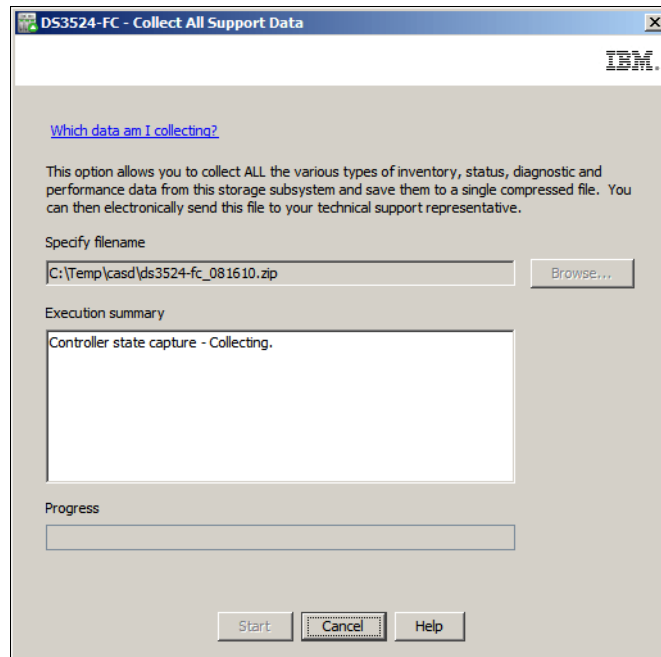 DS3524-FC - Collect All Support Data
IBM.
Which data am I collecting?
This option allows you to collect ALL the various types of inventory, status, diagnostic and
performance data from this storage subsystem and save them to a single compressed file. You
can then electronically send this file to your technical support representative.
Specify filename
C:\Temp\casd\ds3524-fc_081610.zip
Browse...
Execution summary
Controller state capture - Collecting.
Progress
Start
Cancel
Help